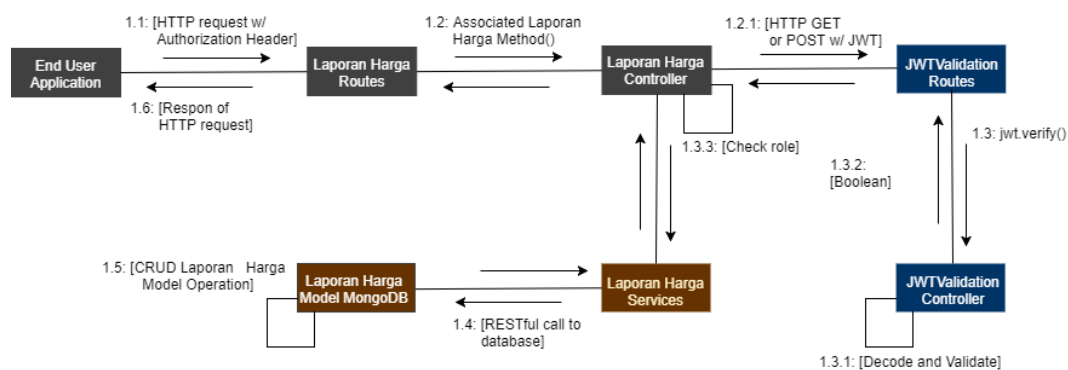 1.1: [HTTP request w/
Authorization Header]
1.2: Associated Laporan
Harga Method()
1.2.1: [HTTP GET
or POST w/ JWT]
End User
Application
Laporan Harga
Routes
Laporan Harga
Controller
JWTValidation
Routes
1.6: [Respon of
HTTP request]
1.3.3: [Check role]
1.3: jwt.verify()
1.3.2:
[Boolean]
1.5: [CRUD Laporan Harga
Model Operation]
Laporan Harga
Model MongoDB
Laporan Harga
Services
JWTValidation
Controller
1.4: [RESTful call to
database]
1.3.1: [Decode and Validate]